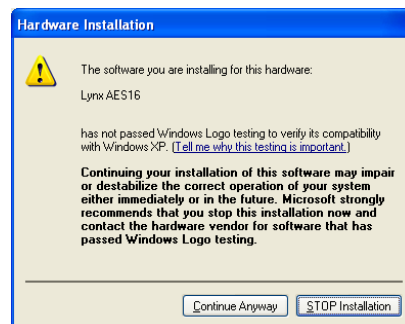 Hardware Installation
The software you are installing for this hardware:
Lynx AES16
has not passed Windows Logo testing to verify its compatibility
with Windows XP. (Tell me why this testing is important.)
Continuing your installation of this software may impair
or destabilize the correct operation of your system
either immediately or in the future. Microsoft strongly
recommends that you stop this installation now and
contact the hardware vendor for software that has
passed Windows Logo testing.
Continue Anyway
STOP Installation